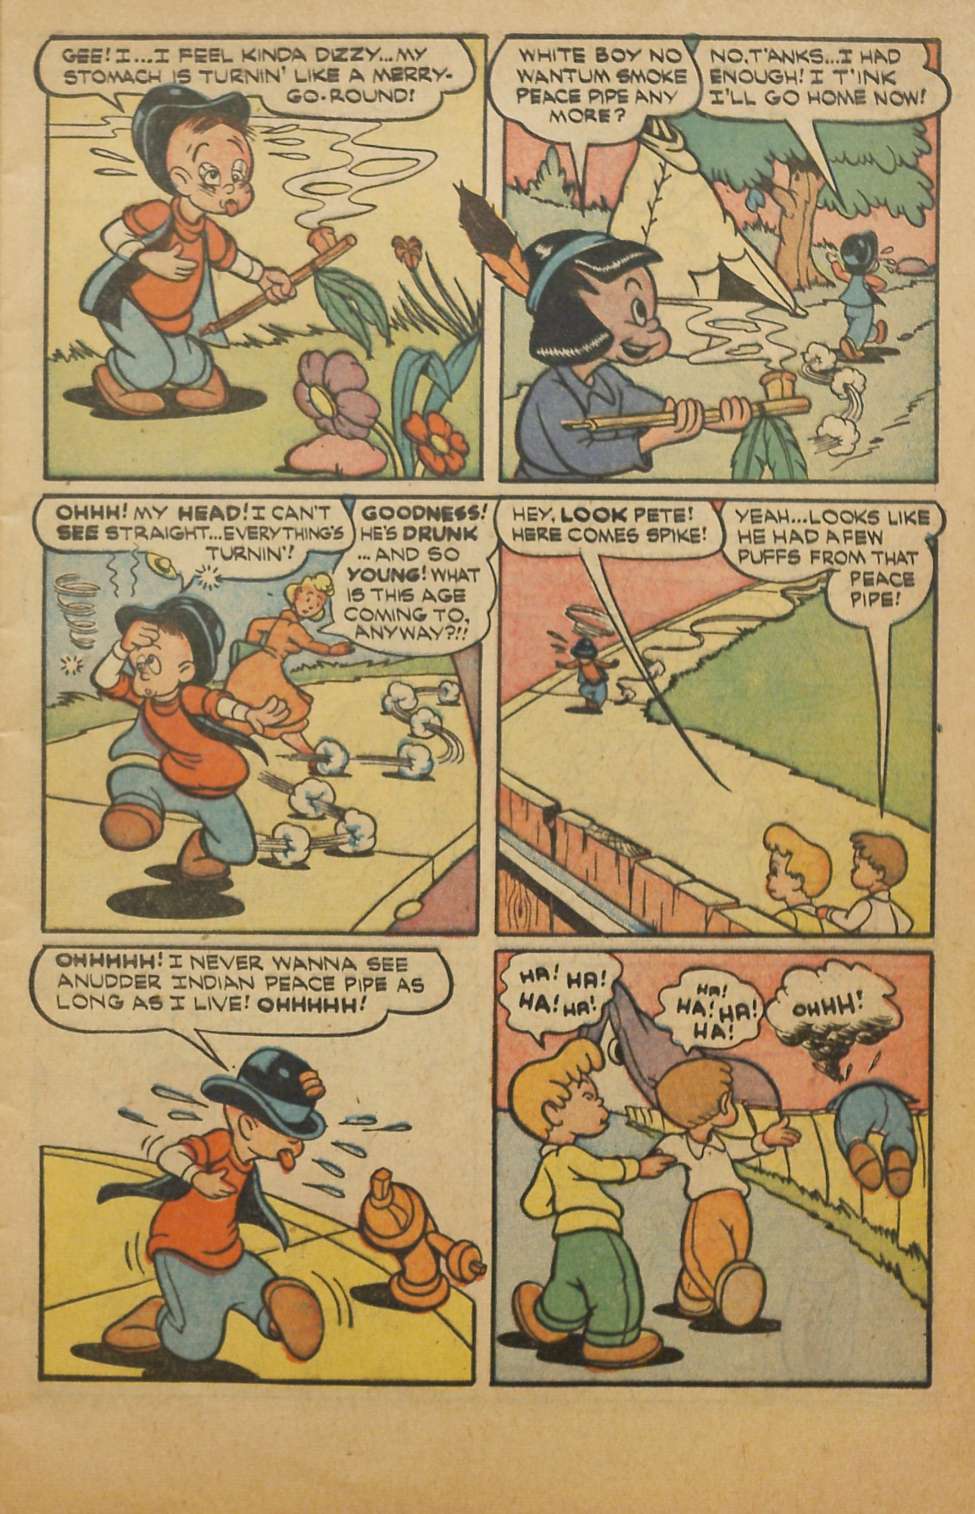 GEE! I...I FEEL KINDA DIZZY...MY
STOMACH IS TURNIN' LIKE A MERRY-
GO-ROUND!
WHITE BOY NO
WANTUM SMOKE
PEACE PIPE ANY
MORE?
NO, T'ANKS...I HAD
ENOUGH! I T'INK
I'LL GO HOME NOW!
OHHH! MY HEAD! I CAN'T
SEE STRAIGHT...EVERYTHING'S
TURNIN'!
GOODNESS!
HE'S DRUNK
...AND SO
YOUNG! WHAT
IS THIS AGE
COMING TO,
ANYWAY?!!
HEY, LOOK PETE!
HERE COMES SPIKE!
YEAH...LOOKS LIKE
HE HAD A FEW
PUFFS FROM THAT
PEACE
PIPE!
OHHHHH! I NEVER WANNA SEE
ANUDDER INDIAN PEACE PIPE AS
LONG AS I LIVE! OHHHHH!
HA! HA!
HA! HA!
HA!
HA! HA!
HA!
OHHH!